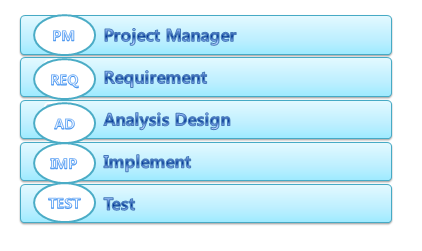 PM Project Manager
REQ Requirement
AD Analysis Design
IMP Implement
TEST Test